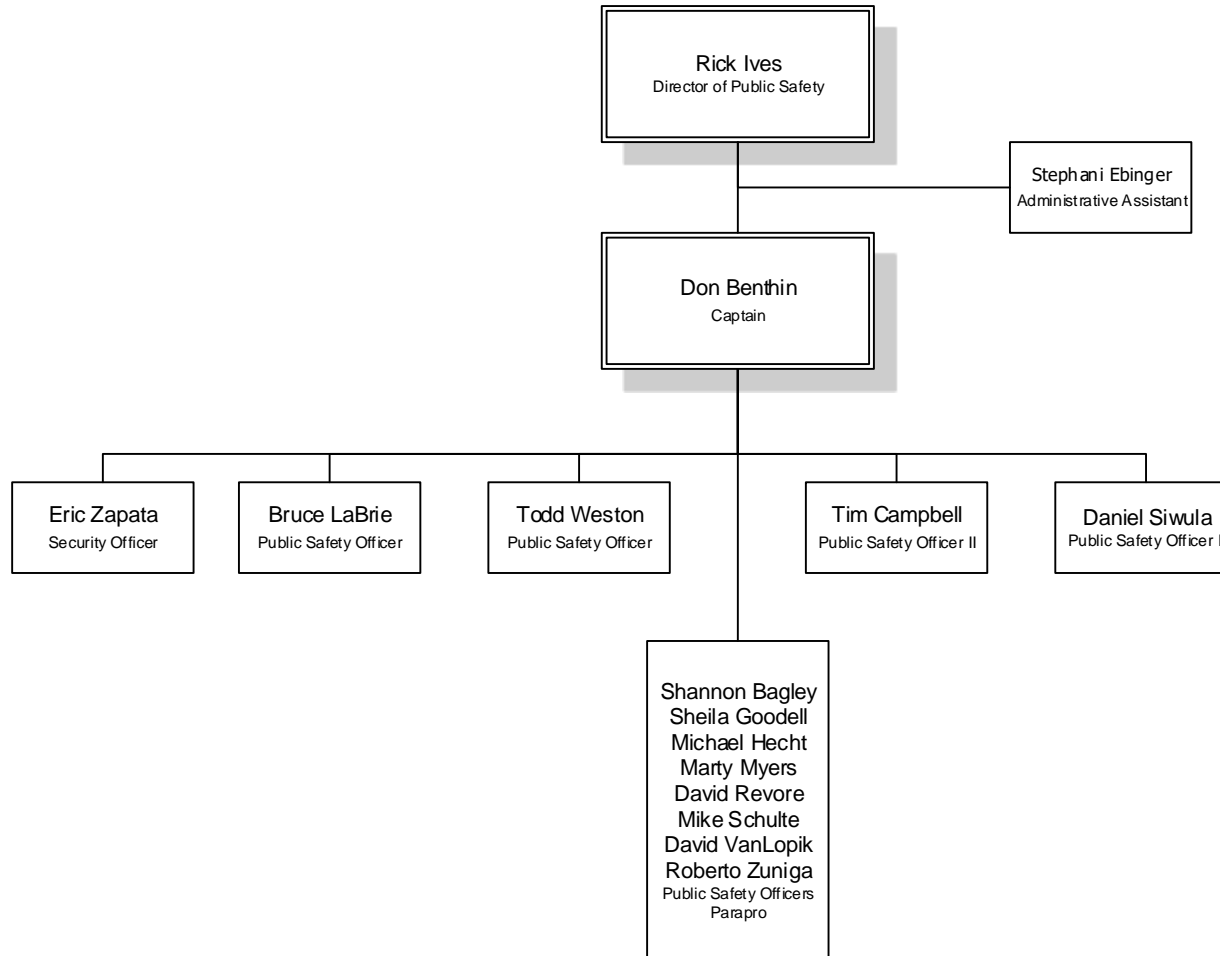 Rick Ives
Director of Public Safety
Stephani Ebinger
Administrative Assistant
Don Benthin
Captain
Eric Zapata
Security Officer
Bruce LaBrie
Public Safety Officer
Todd Weston
Public Safety Officer
Tim Campbell
Public Safety Officer II
Daniel Siwula
Public Safety Officer
Shannon Bagley
Sheila Goodell
Michael Hecht
Marty Myers
David Revore
Mike Schulte
David VanLopik
Roberto Zuniga
Public Safety Officers
Parapro